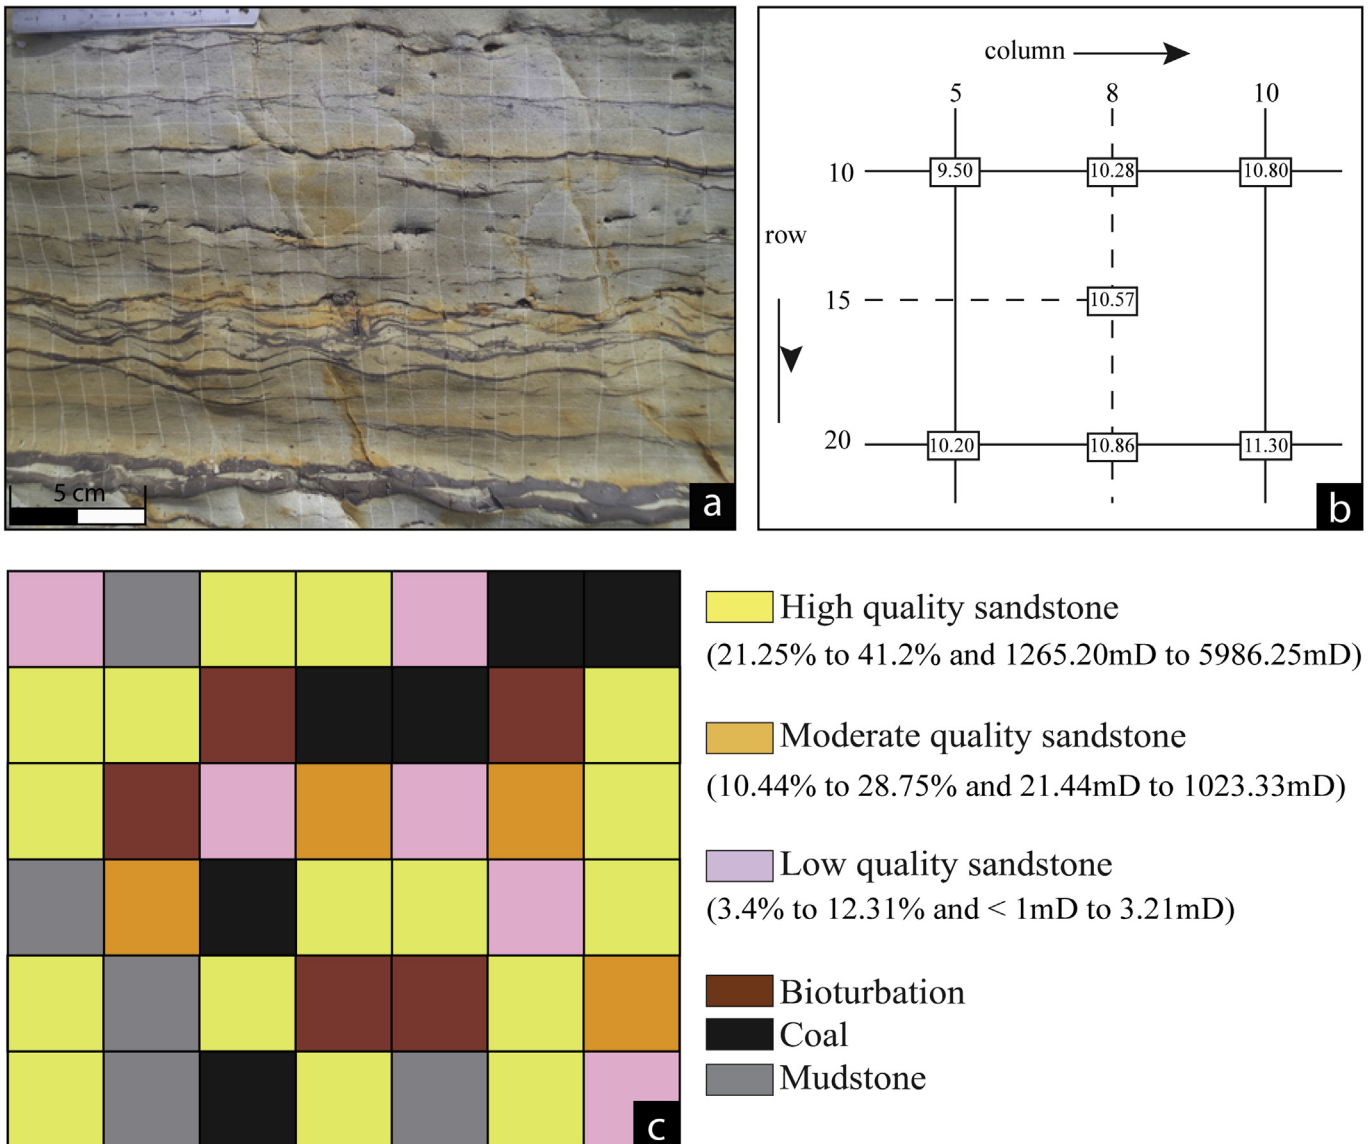 5 cm
a
column
5 8 10
10 9.50 10.28 10.80
row
15 10.57
20 10.20 10.86 11.30
b
High quality sandstone
(21.25% to 41.2% and 1265.20mD to 5986.25mD)
Moderate quality sandstone
(10.44% to 28.75% and 21.44mD to 1023.33mD)
Low quality sandstone
(3.4% to 12.31% and < 1mD to 3.21mD)
Bioturbation
Coal
Mudstone
c